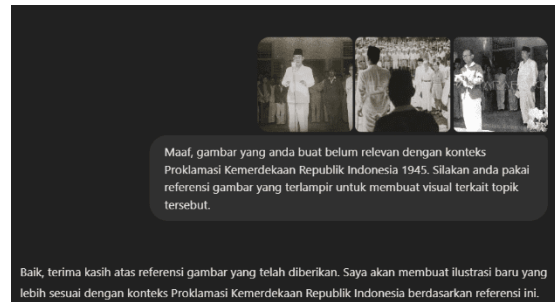 Maaf, gambar yang anda buat belum relevan dengan konteks
Proklamasi Kemerdekaan Republik Indonesia 1945. Silakan anda pakai
referensi gambar yang terlampir untuk membuat visual terkait topik
tersebut.
Baik, terima kasih atas referensi gambar yang telah diberikan. Saya akan membuat ilustrasi baru yang
lebih sesuai dengan konteks Proklamasi Kemerdekaan Republik Indonesia berdasarkan referensi ini.